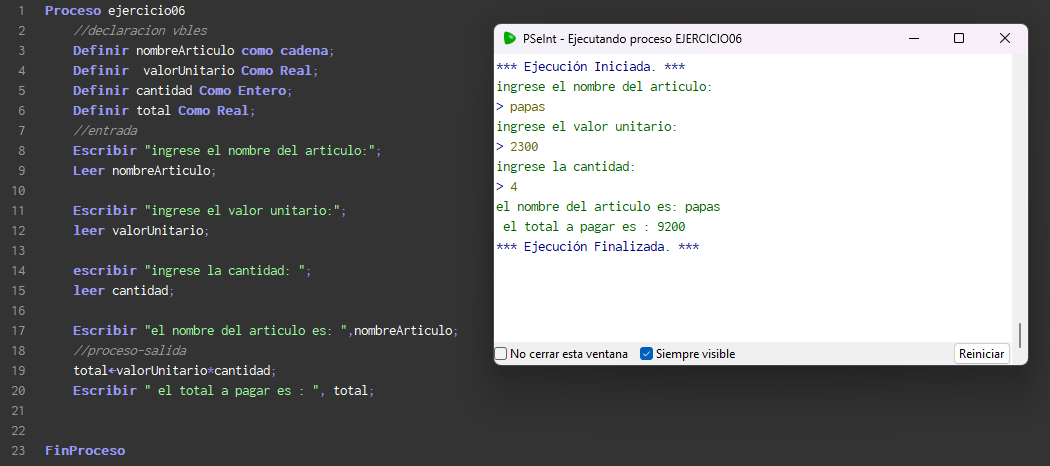 1 Proceso ejercicio06
2 //declaracion vbles
3 Definir nombreArticulo como cadena;
4 Definir  valorUnitario Como Real;
5 Definir cantidad Como Entero;
6 Definir total Como Real;
7 //entrada
8 Escribir "ingrese el nombre del articulo:";
9 Leer nombreArticulo;
10
11 Escribir "ingrese el valor unitario:";
12 leer valorUnitario;
13
14 escribir "ingrese la cantidad: ";
15 leer cantidad;
16
17 Escribir "el nombre del articulo es: ",nombreArticulo;
18 //proceso-salida
19 total←valorUnitario*cantidad;
20 Escribir " el total a pagar es : ", total;
21
22
23 FinProceso
PSeInt - Ejecutando proceso EJERCICIO06
*** Ejecución Iniciada. ***
ingrese el nombre del articulo:
> papas
ingrese el valor unitario:
> 2300
ingrese la cantidad:
> 4
el nombre del articulo es: papas
el total a pagar es : 9200
*** Ejecución Finalizada. ***
No cerrar esta ventana Siempre visible Reiniciar